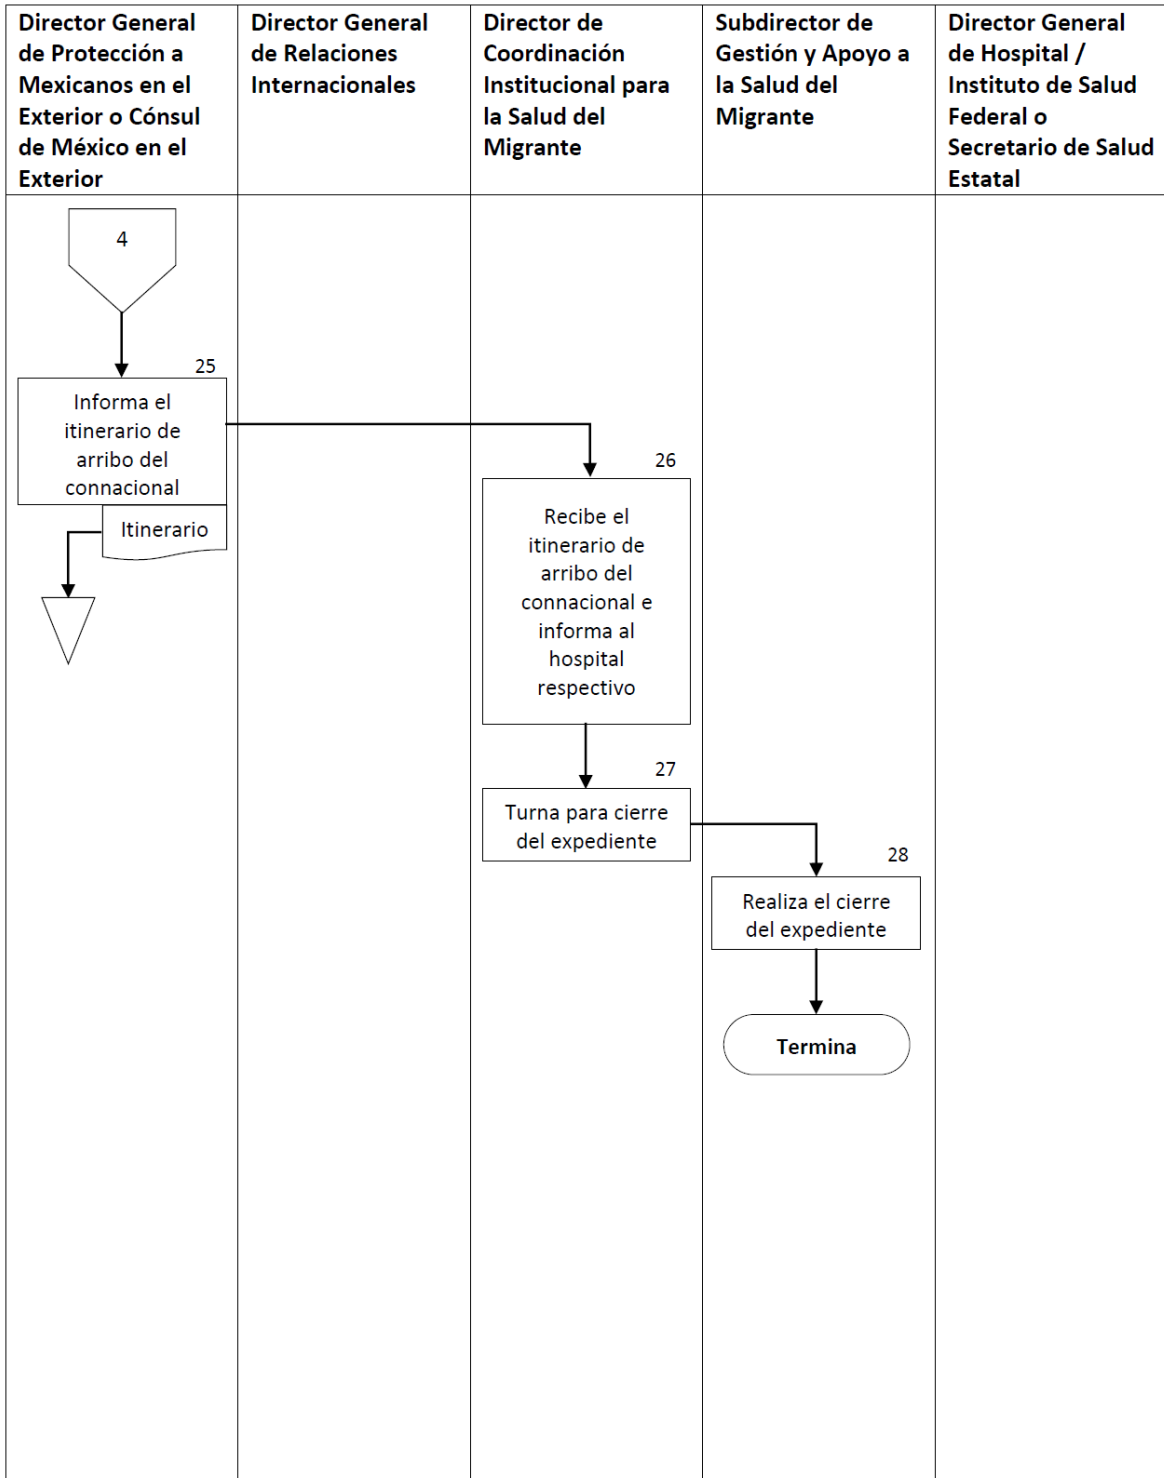 Director General
de Protección a
Mexicanos en el
Exterior o Cónsul
de México en el
Exterior
Director General
de Relaciones
Internacionales
Director de
Coordinación
Institucional para
la Salud del
Migrante
Subdirector de
Gestión y Apoyo a
la Salud del
Migrante
Director General
de Hospital /
Instituto de Salud
Federal o
Secretario de Salud
Estatal
4
25
Informa el
itinerario de
arribo del
connacional
Itinerario
26
Recibe el
itinerario de
arribo del
connacional e
informa al
hospital
respectivo
27
Turna para cierre
del expediente
28
Realiza el cierre
del expediente
Termina